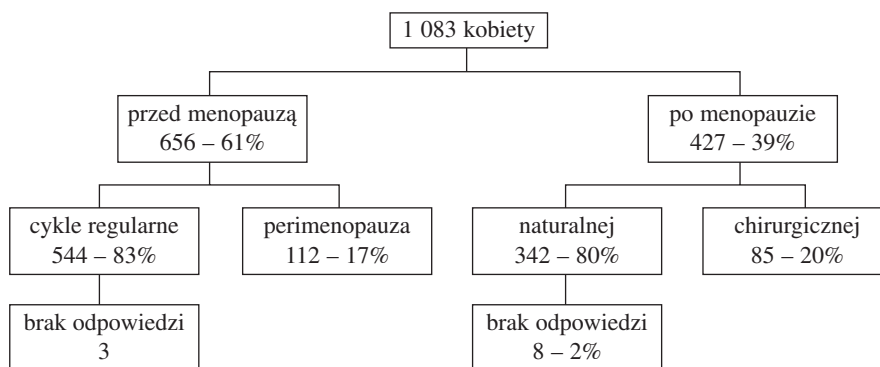 1 083 kobiety
przed menopauzą
656 – 61%
po menopauzie
427 – 39%
cykle regularne
544 – 83%
perimenopauza
112 – 17%
naturalnej
342 – 80%
chirurgicznej
85 – 20%
brak odpowiedzi
3
brak odpowiedzi
8 – 2%